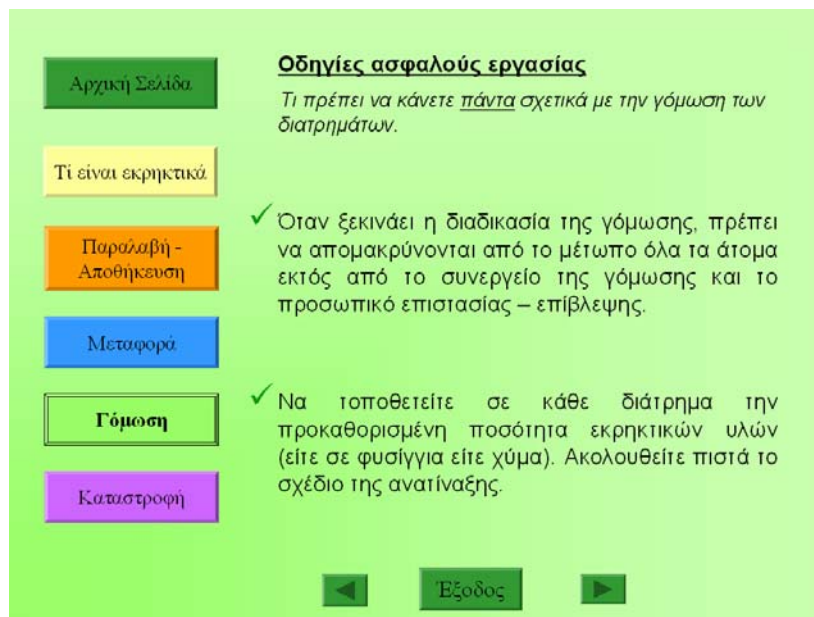 Αρχική Σελίδα
Τί είναι εκρηκτικά
Παραλαβή -
Αποθήκευση
Μεταφορά
Γόμωση
Καταστροφή
Οδηγίες ασφαλούς εργασίας
Τι πρέπει να κάνετε πάντα σχετικά με την γόμωση των
διατρημάτων.
✓ Όταν ξεκινάει η διαδικασία της γόμωσης, πρέπει
να απομακρύνονται από το μέτωπο όλα τα άτομα
εκτός από το συνεργείο της γόμωσης και το
προσωπικό επιστασίας – επίβλεψης.
✓ Να τοποθετείτε σε κάθε διάτρημα την
προκαθορισμένη ποσότητα εκρηκτικών υλών
(είτε σε φυσίγγια είτε χύμα). Ακολουθείτε πιστά το
σχέδιο της ανατίναξης.
Έξοδος